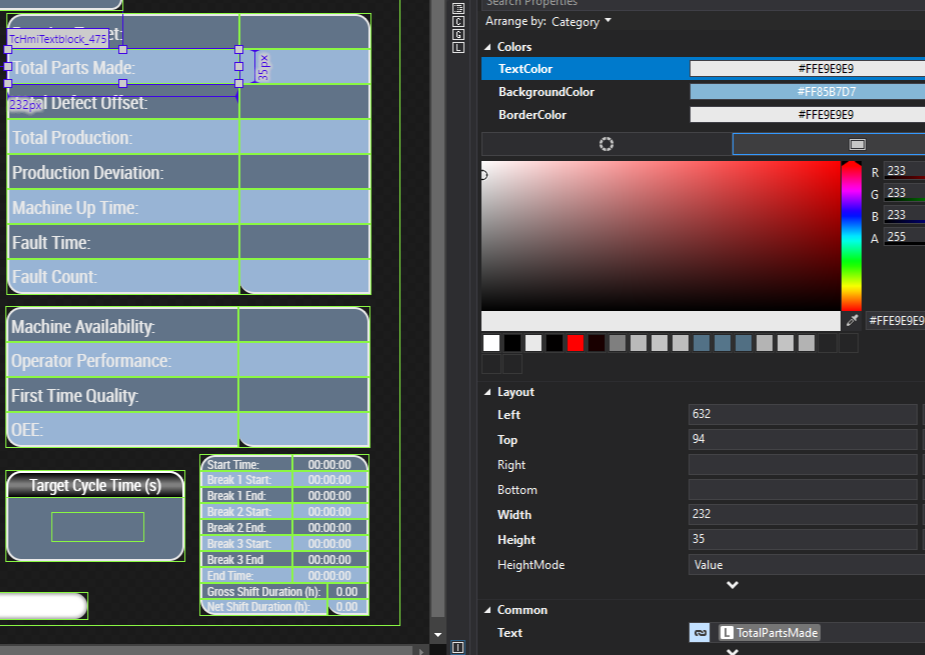 TcHmiTextblock_475
Total Parts Made:
35px
232px
Defect Offset:
Total Production:
Production Deviation:
Machine Up Time:
Fault Time:
Fault Count:
Machine Availability:
Operator Performance:
First Time Quality:
OEE:
Target Cycle Time (s)
Start Time: 00:00:00
Break 1 Start: 00:00:00
Break 1 End: 00:00:00
Break 2 Start: 00:00:00
Break 2 End: 00:00:00
Break 3 Start: 00:00:00
Break 3 End 00:00:00
End Time: 00:00:00
Gross Shift Duration (h): 0.00
Net Shift Duration (h): 0.00
C
G
L
Search Properties
Arrange by: Category
Colors
TextColor #FFE9E9E9
BackgroundColor #FF85B7D7
BorderColor #FFE9E9E9
R 233
G 233
B 233
A 255
#FFE9E9E9
Layout
Left 632
Top 94
Right
Bottom
Width 232
Height 35
HeightMode Value
Common
Text L TotalPartsMade